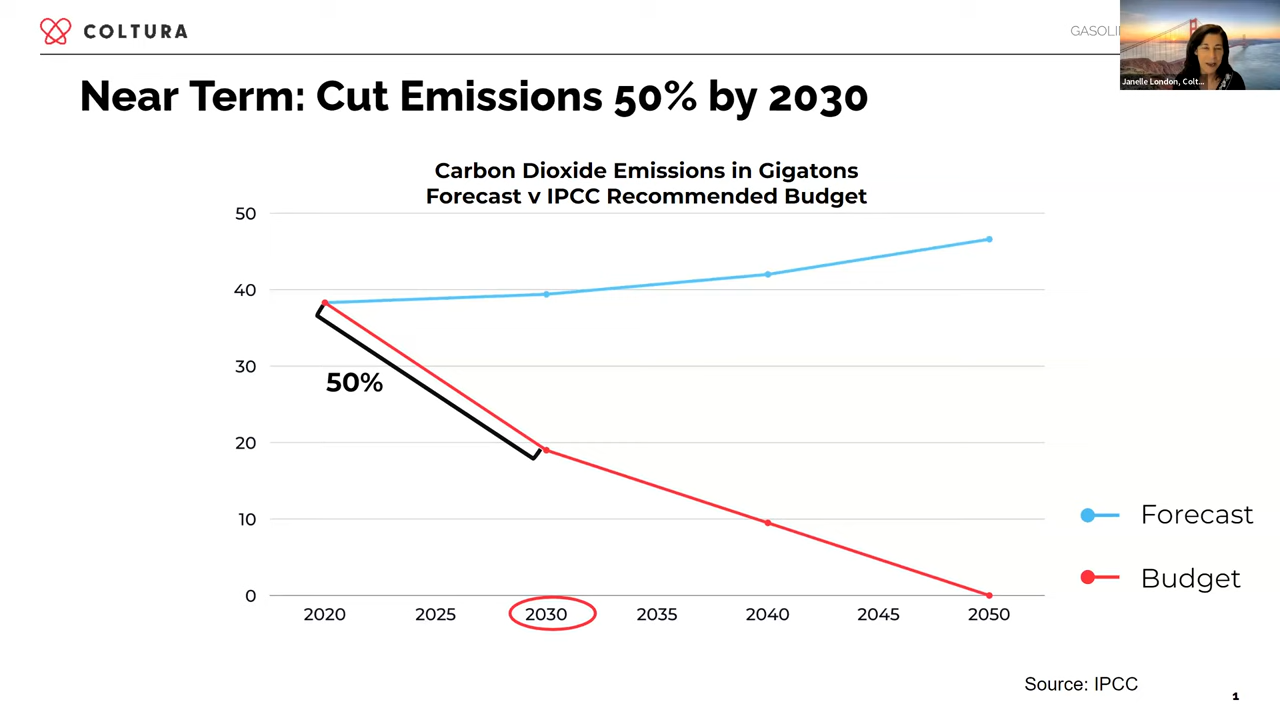 COLTURA
GASOLI
Janelle London, Colt...
Near Term: Cut Emissions 50% by 2030
Carbon Dioxide Emissions in Gigatons
Forecast v IPCC Recommended Budget
50
40
30
20
10
0
50%
2020 2025 2030 2035 2040 2045 2050
Forecast
Budget
Source: IPCC
1